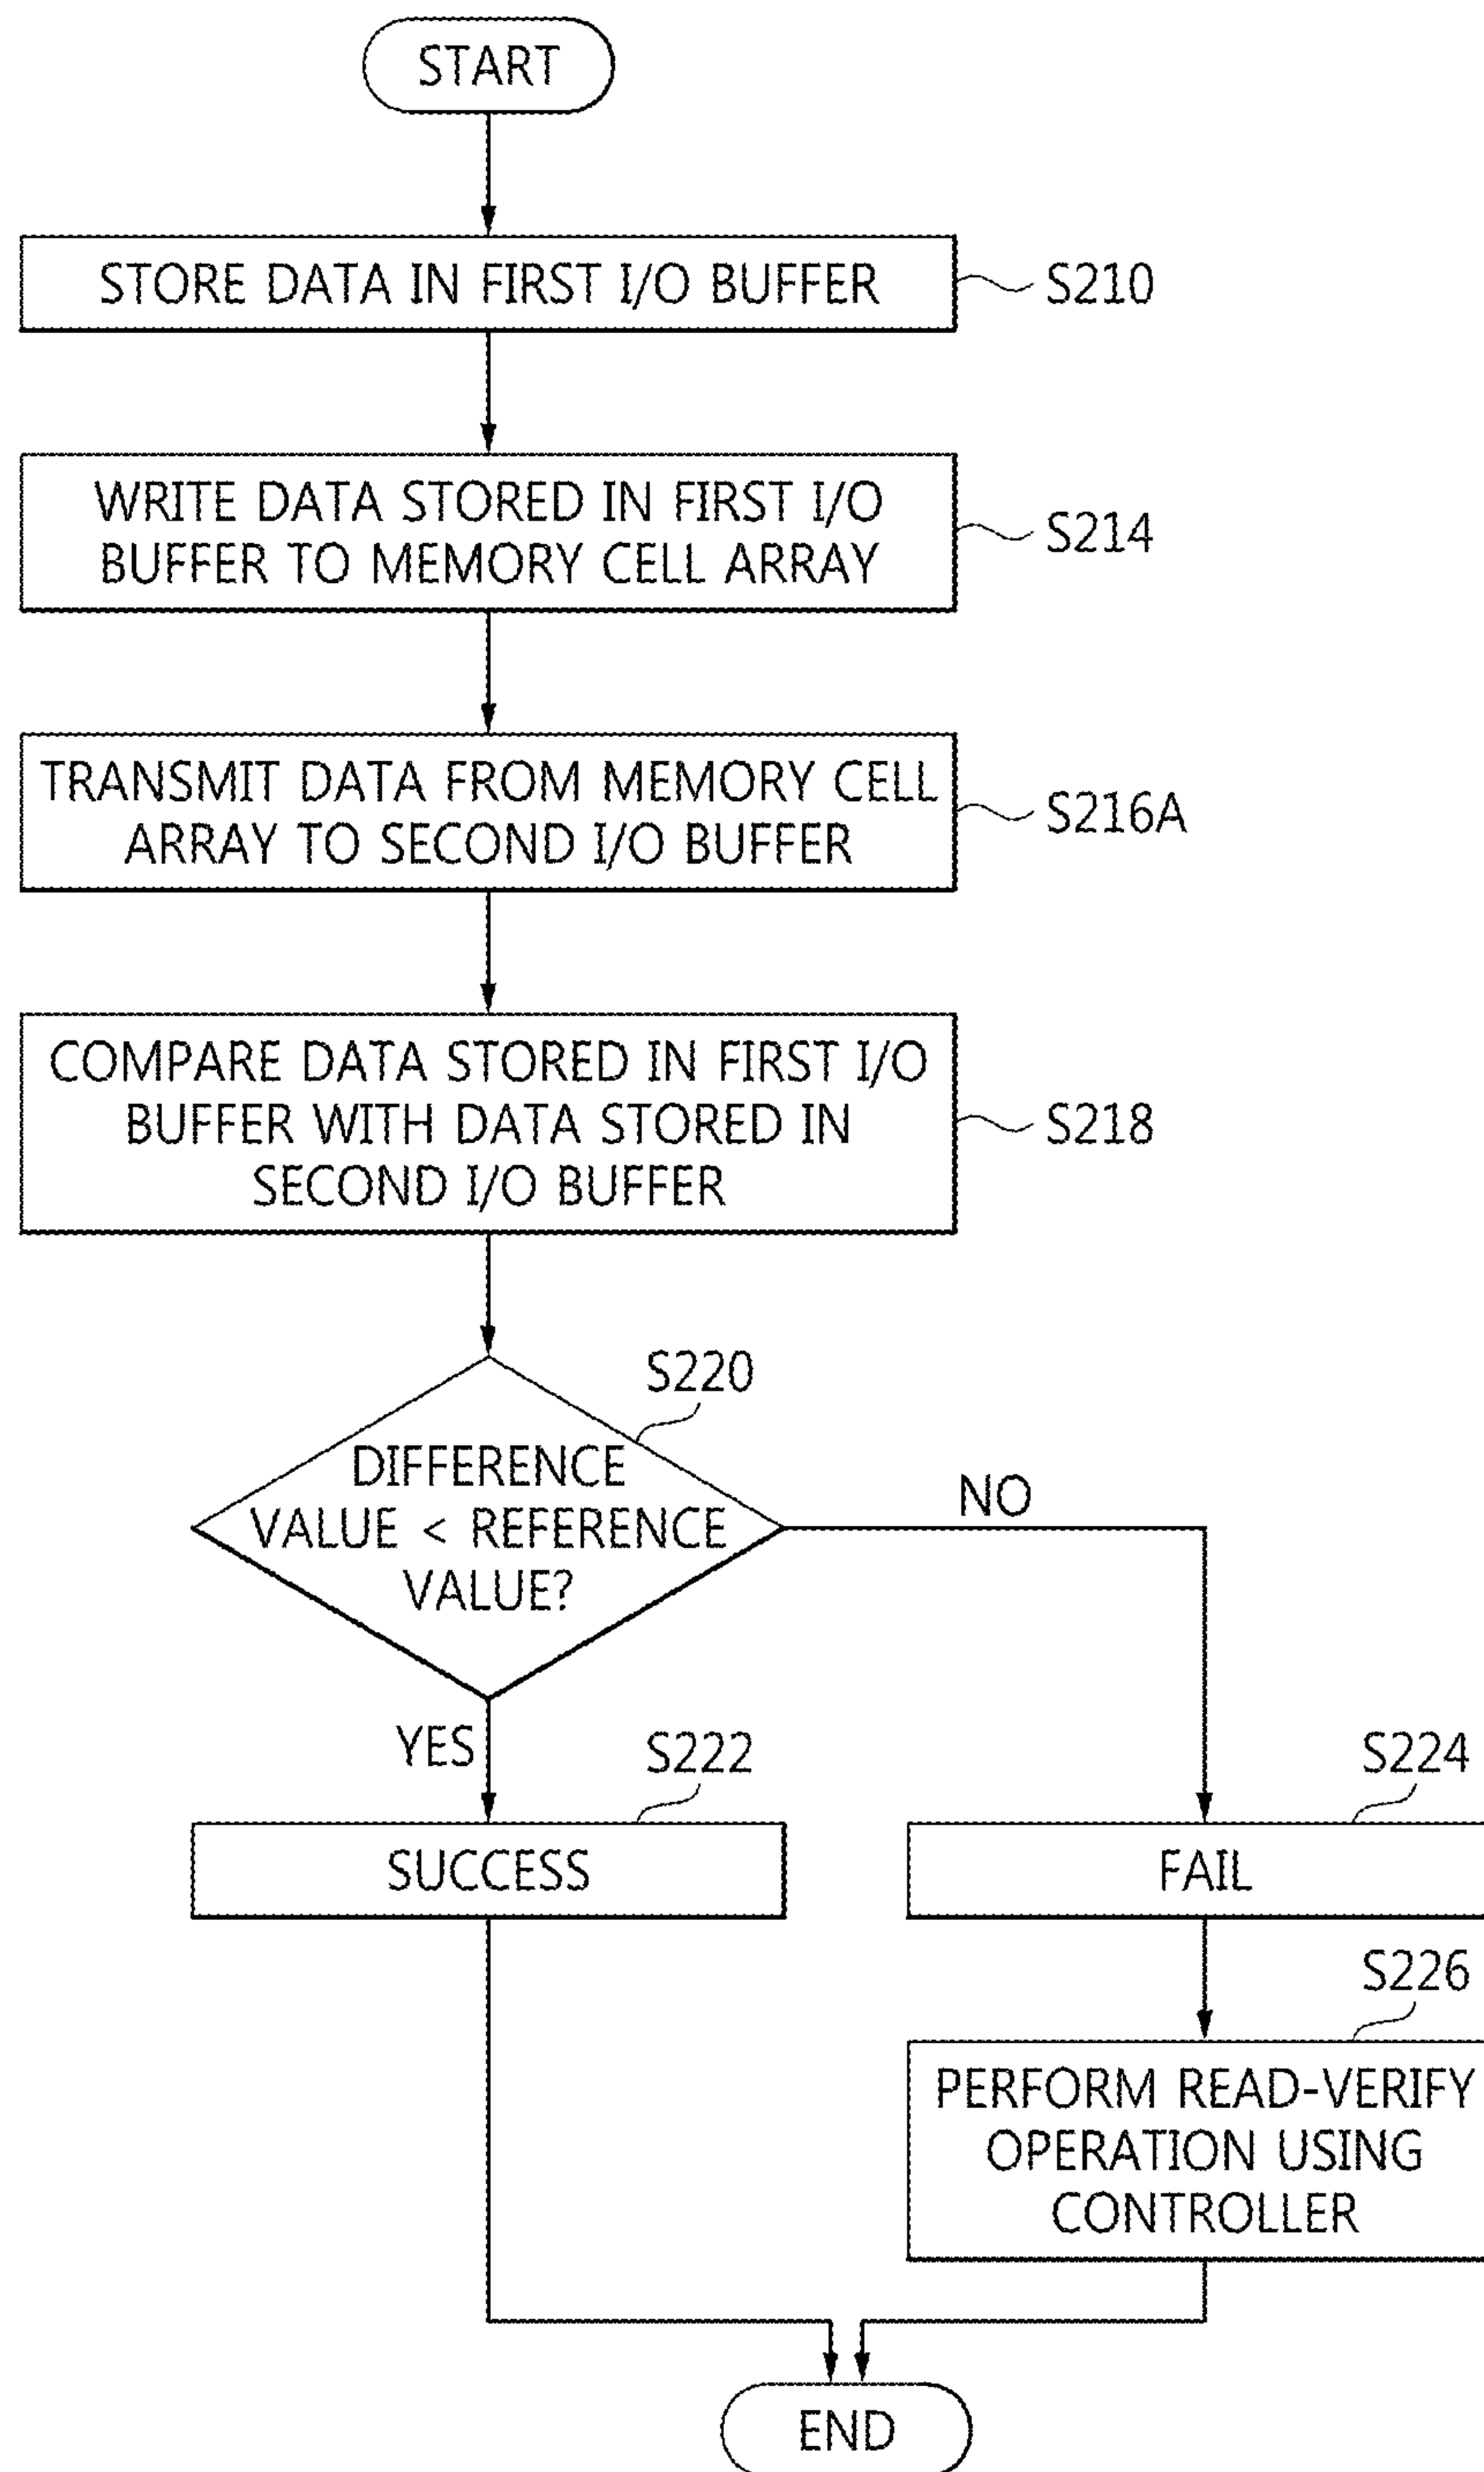 START
STORE DATA IN FIRST I/O BUFFER
S210
WRITE DATA STORED IN FIRST I/O
BUFFER TO MEMORY CELL ARRAY
S214
TRANSMIT DATA FROM MEMORY CELL
ARRAY TO SECOND I/O BUFFER
S216A
COMPARE DATA STORED IN FIRST I/O
BUFFER WITH DATA STORED IN
SECOND I/O BUFFER
S218
S220
DIFFERENCE
VALUE < REFERENCE
VALUE?
NO
YES
S222
SUCCESS
S224
FAIL
S226
PERFORM READ-VERIFY
OPERATION USING
CONTROLLER
END